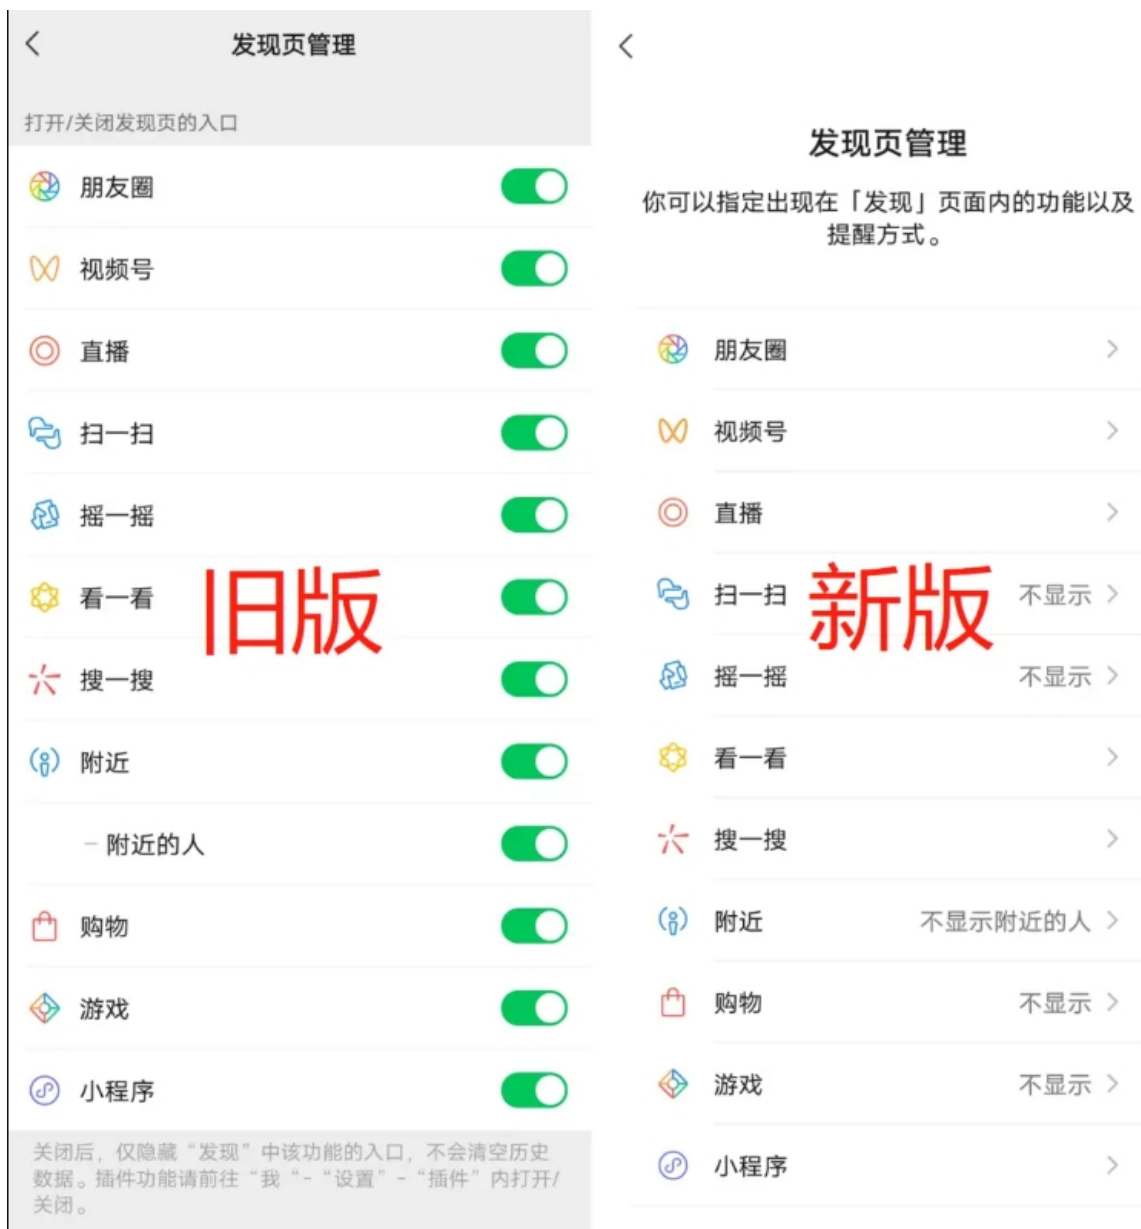 发现页管理
打开/关闭发现页的入口
朋友圈
视频号
直播
扫一扫
摇一摇
看一看
旧版
搜一搜
附近
– 附近的人
购物
游戏
小程序
关闭后，仅隐藏“发现”中该功能的入口，不会清空历史
数据。插件功能请前往“我“-“设置”-“插件”内打开/
关闭。
发现页管理
你可以指定出现在「发现」页面内的功能以及
提醒方式。
朋友圈
视频号
直播
扫一扫 不显示
新版
摇一摇 不显示
看一看
搜一搜
附近 不显示附近的人
购物 不显示
游戏 不显示
小程序